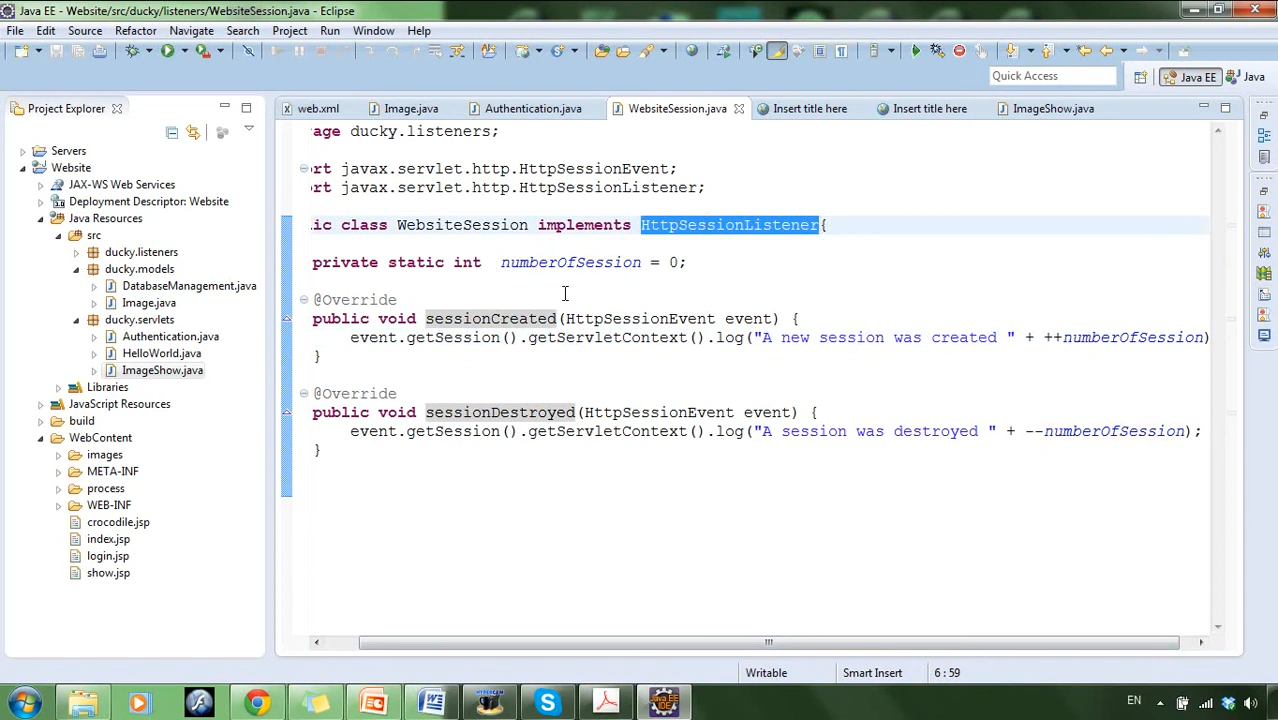 Java EE - Website/src/ducky/listeners/WebsiteSession.java - Eclipse
File Edit Source Refactor Navigate Search Project Run Window Help
Quick Access
Java EE
Java
Project Explorer
Servers
Website
JAX-WS Web Services
Deployment Descriptor: Website
Java Resources
src
ducky.listeners
ducky.models
DatabaseManagement.java
Image.java
ducky.servlets
Authentication.java
HelloWorld.java
ImageShow.java
Libraries
JavaScript Resources
build
WebContent
images
META-INF
process
WEB-INF
crocodile.jsp
index.jsp
login.jsp
show.jsp
web.xml
Image.java
Authentication.java
WebsiteSession.java
Insert title here
Insert title here
ImageShow.java
age ducky.listeners;
rt javax.servlet.http.HttpSessionEvent;
rt javax.servlet.http.HttpSessionListener;
ic class WebsiteSession implements HttpSessionListener{
private static int numberOfSession = 0;
@Override
public void sessionCreated(HttpSessionEvent event) {
event.getSession().getServletContext().log("A new session was created " + ++numberOfSession)
}
@Override
public void sessionDestroyed(HttpSessionEvent event) {
event.getSession().getServletContext().log("A session was destroyed " + --numberOfSession);
}
Writable
Smart Insert
6 : 59
EN